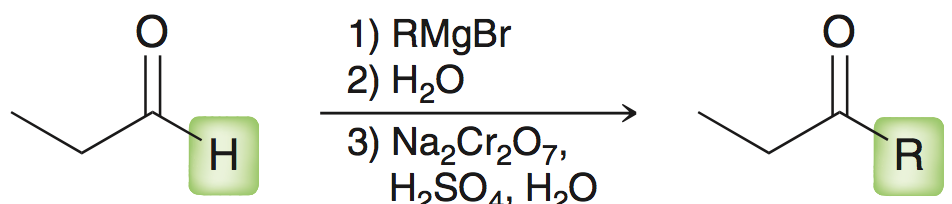 O
H
1) RMgBr
2) H₂O
3) Na₂Cr₂O₇,
H₂SO₄, H₂O
O
R